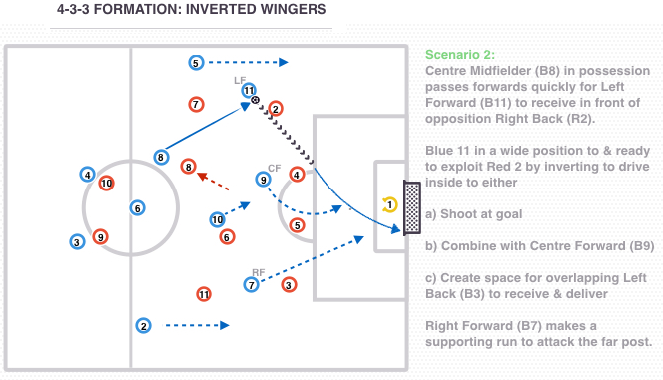 4-3-3 FORMATION: INVERTED WINGERS
5
LF
11
7
2
8
8
CF
4
10
9
4
1
6
10
5
3
9
6
RF
7
3
11
2
Scenario 2:
Centre Midfielder (B8) in possession
passes forwards quickly for Left
Forward (B11) to receive in front of
opposition Right Back (R2).
Blue 11 in a wide position to & ready
to exploit Red 2 by inverting to drive
inside to either
a) Shoot at goal
b) Combine with Centre Forward (B9)
c) Create space for overlapping Left
Back (B3) to receive & deliver
Right Forward (B7) makes a
supporting run to attack the far post.